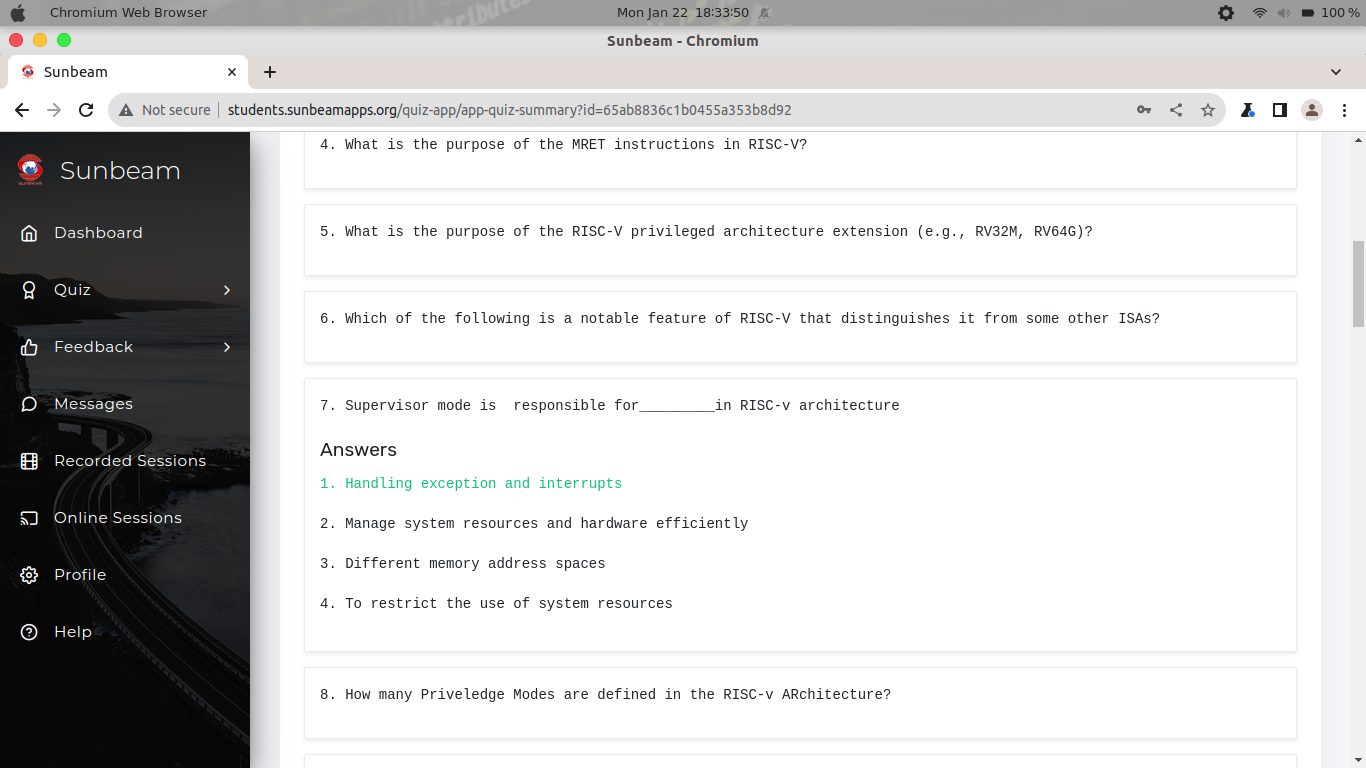 Chromium Web Browser
Mon Jan 22 18:33:50
100 %
Sunbeam - Chromium
Sunbeam
Not secure
students.sunbeamapps.org/quiz-app/app-quiz-summary?id=65ab8836c1b0455a353b8d92
Sunbeam
Dashboard
Quiz
Feedback
Messages
Recorded Sessions
Online Sessions
Profile
Help
4. What is the purpose of the MRET instructions in RISC-V?
5. What is the purpose of the RISC-V privileged architecture extension (e.g., RV32M, RV64G)?
6. Which of the following is a notable feature of RISC-V that distinguishes it from some other ISAs?
7. Supervisor mode is  responsible for_________in RISC-v architecture
Answers
1. Handling exception and interrupts
2. Manage system resources and hardware efficiently
3. Different memory address spaces
4. To restrict the use of system resources
8. How many Priveledge Modes are defined in the RISC-v ARchitecture?